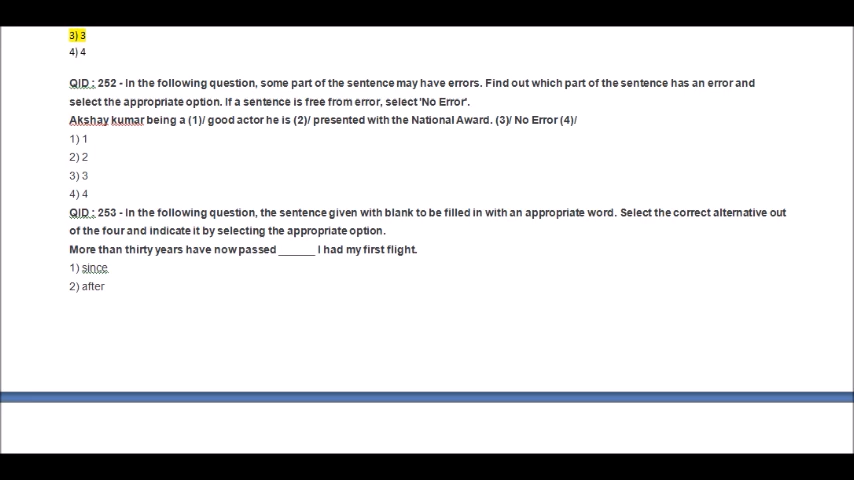 3) 3
4) 4
QID : 252 - In the following question, some part of the sentence may have errors. Find out which part of the sentence has an error and
select the appropriate option. If a sentence is free from error, select 'No Error'.
Akshay kumar being a (1)/ good actor he is (2)/ presented with the National Award. (3)/ No Error (4)/
1) 1
2) 2
3) 3
4) 4
QID : 253 - In the following question, the sentence given with blank to be filled in with an appropriate word. Select the correct alternative out
of the four and indicate it by selecting the appropriate option.
More than thirty years have now passed ______ I had my first flight.
1) since
2) after